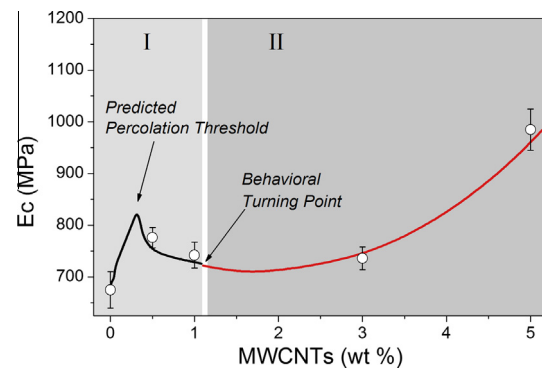 I
II
Predicted
Percolation Threshold
Behavioral
Turning Point
Ec (MPa)
1200
1100
1000
900
800
700
600
0
1
2
3
4
5
MWCNTs (wt %)